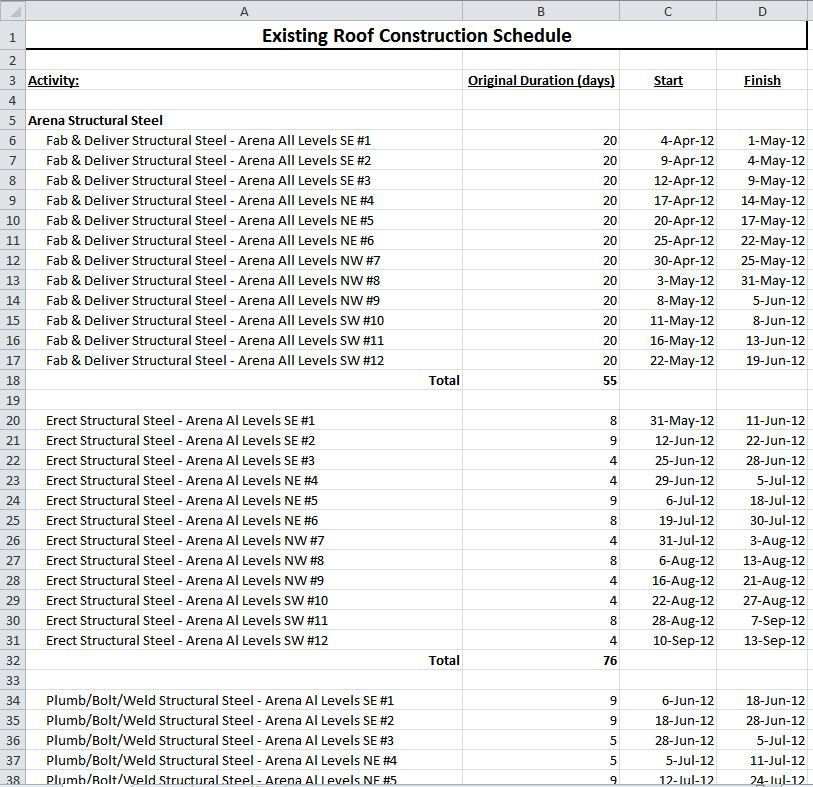 A B C D
1 Existing Roof Construction Schedule
2
3 Activity: Original Duration (days) Start Finish
4
5 Arena Structural Steel
6 Fab & Deliver Structural Steel - Arena All Levels SE #1 20 4-Apr-12 1-May-12
7 Fab & Deliver Structural Steel - Arena All Levels SE #2 20 9-Apr-12 4-May-12
8 Fab & Deliver Structural Steel - Arena All Levels SE #3 20 12-Apr-12 9-May-12
9 Fab & Deliver Structural Steel - Arena All Levels NE #4 20 17-Apr-12 14-May-12
10 Fab & Deliver Structural Steel - Arena All Levels NE #5 20 20-Apr-12 17-May-12
11 Fab & Deliver Structural Steel - Arena All Levels NE #6 20 25-Apr-12 22-May-12
12 Fab & Deliver Structural Steel - Arena All Levels NW #7 20 30-Apr-12 25-May-12
13 Fab & Deliver Structural Steel - Arena All Levels NW #8 20 3-May-12 31-May-12
14 Fab & Deliver Structural Steel - Arena All Levels NW #9 20 8-May-12 5-Jun-12
15 Fab & Deliver Structural Steel - Arena All Levels SW #10 20 11-May-12 8-Jun-12
16 Fab & Deliver Structural Steel - Arena All Levels SW #11 20 16-May-12 13-Jun-12
17 Fab & Deliver Structural Steel - Arena All Levels SW #12 20 22-May-12 19-Jun-12
18 Total 55
19
20 Erect Structural Steel - Arena Al Levels SE #1 8 31-May-12 11-Jun-12
21 Erect Structural Steel - Arena Al Levels SE #2 9 12-Jun-12 22-Jun-12
22 Erect Structural Steel - Arena Al Levels SE #3 4 25-Jun-12 28-Jun-12
23 Erect Structural Steel - Arena Al Levels NE #4 4 29-Jun-12 5-Jul-12
24 Erect Structural Steel - Arena Al Levels NE #5 9 6-Jul-12 18-Jul-12
25 Erect Structural Steel - Arena Al Levels NE #6 8 19-Jul-12 30-Jul-12
26 Erect Structural Steel - Arena Al Levels NW #7 4 31-Jul-12 3-Aug-12
27 Erect Structural Steel - Arena Al Levels NW #8 8 6-Aug-12 13-Aug-12
28 Erect Structural Steel - Arena Al Levels NW #9 4 16-Aug-12 21-Aug-12
29 Erect Structural Steel - Arena Al Levels SW #10 4 22-Aug-12 27-Aug-12
30 Erect Structural Steel - Arena Al Levels SW #11 8 28-Aug-12 7-Sep-12
31 Erect Structural Steel - Arena Al Levels SW #12 4 10-Sep-12 13-Sep-12
32 Total 76
33
34 Plumb/Bolt/Weld Structural Steel - Arena Al Levels SE #1 9 6-Jun-12 18-Jun-12
35 Plumb/Bolt/Weld Structural Steel - Arena Al Levels SE #2 9 18-Jun-12 28-Jun-12
36 Plumb/Bolt/Weld Structural Steel - Arena Al Levels SE #3 5 28-Jun-12 5-Jul-12
37 Plumb/Bolt/Weld Structural Steel - Arena Al Levels NE #4 5 5-Jul-12 11-Jul-12
38 Plumb/Bolt/Weld Structural Steel - Arena Al Levels NE #5 9 12-Jul-12 24-Jul-12